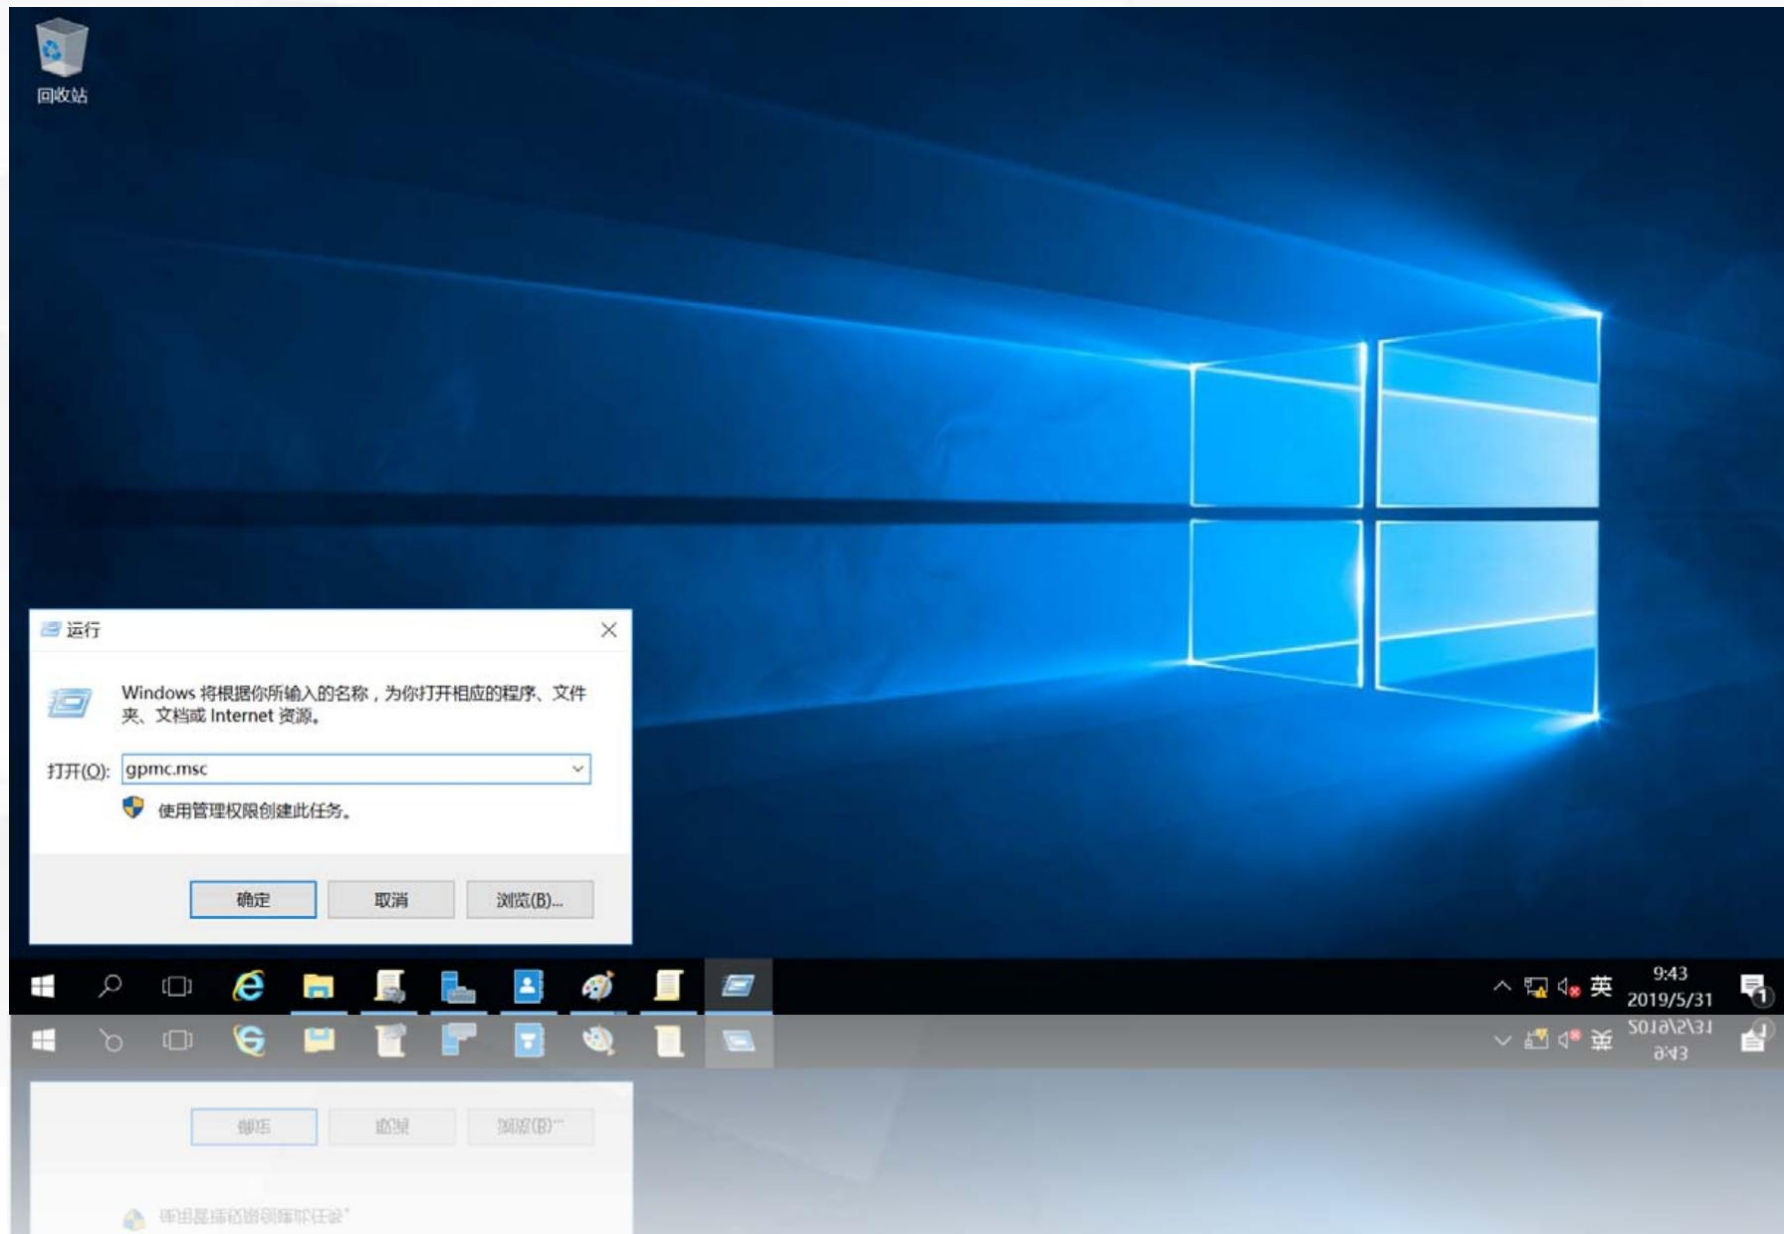 回收站
运行
Windows 将根据你所输入的名称，为你打开相应的程序、文件
夹、文档或 Internet 资源。
打开(O): gpmc.msc
使用管理权限创建此任务。
确定 取消 浏览(B)...
英 9:43
2019/5/31
1